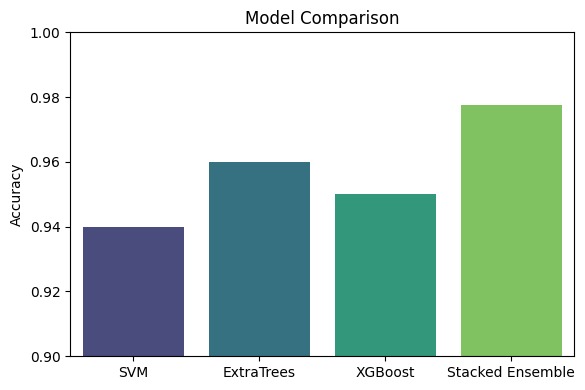 Model Comparison
Accuracy
1.00
0.98
0.96
0.94
0.92
0.90
SVM ExtraTrees XGBoost Stacked Ensemble